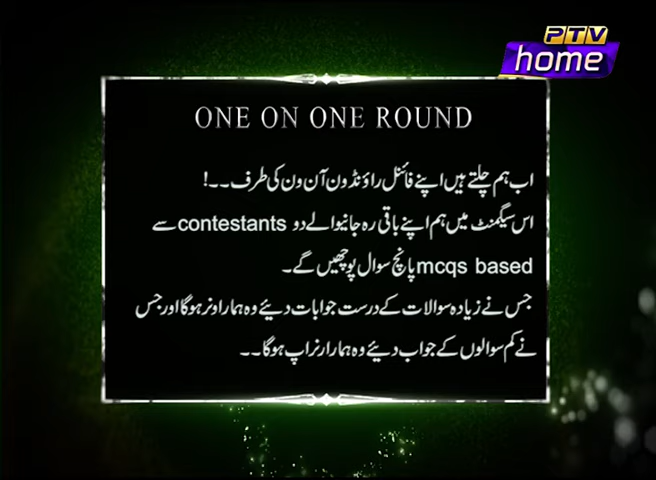 PTV
home
ONE ON ONE ROUND
اب ہم چلتے ہیں اپنے فائنل راؤنڈ ون آن ون کی طرف ۔۔!
اس سیگمنٹ میں ہم اپنے باقی رہ جانیوالے دو contestants سے
mcqs based پانچ سوال پوچھیں گے۔
جس نے زیادہ سوالات کے درست جوابات دیئے وہ ہمارا ونر ہوگا اور جس
نے کم سوالوں کے جواب دیئے وہ ہمارا رنر اپ ہوگا۔۔